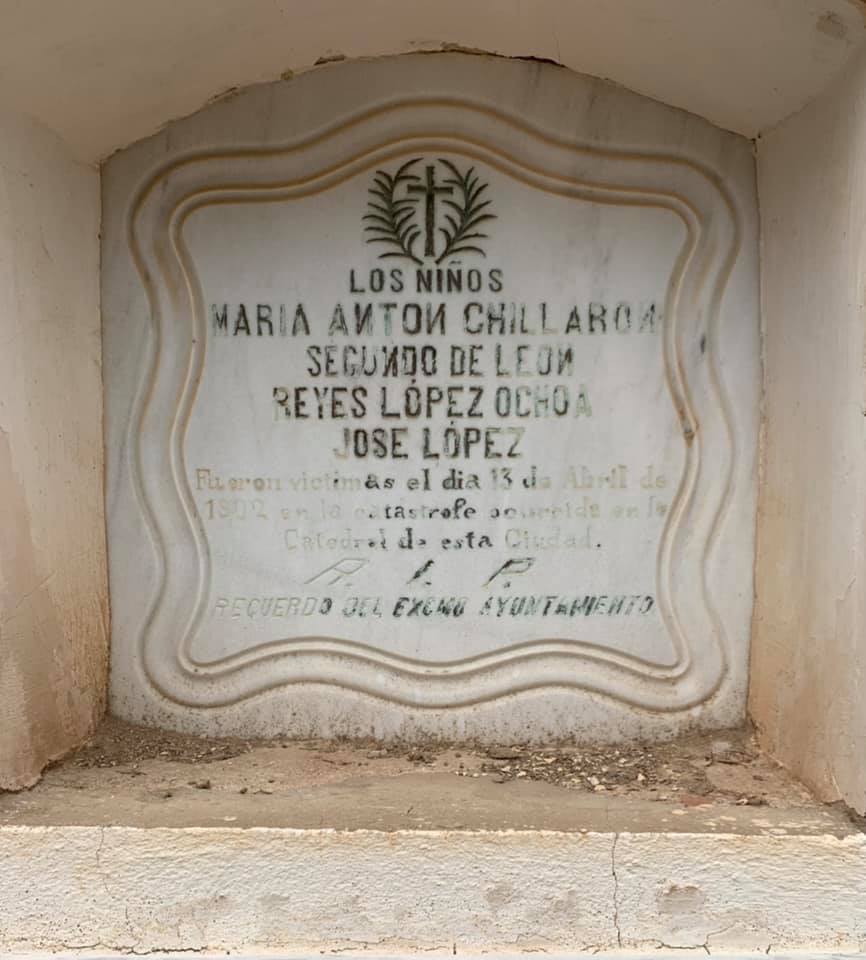 LOS NIÑOS
MARIA ANTON CHILLARON
SEGUNDO DE LEON
REYES LÓPEZ OCHOA
JOSE LÓPEZ
Fueron victimas el dia 13 de Abril de
1902 en la catástrofe ocurrida en la
Catedral de esta Ciudad.
R. I. P.
RECUERDO DEL EXCMO AYUNTAMIENTO